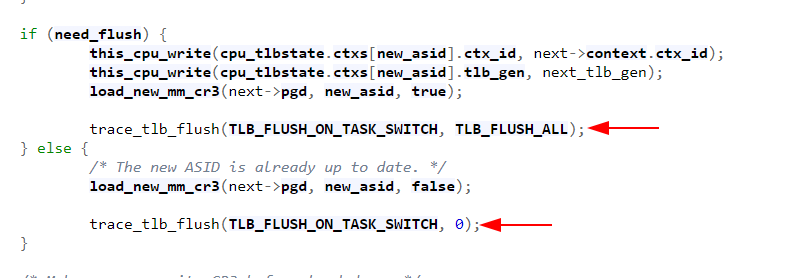 if (need_flush) {
this_cpu_write(cpu_tlbstate.ctxs[new_asid].ctx_id, next->context.ctx_id);
this_cpu_write(cpu_tlbstate.ctxs[new_asid].tlb_gen, next_tlb_gen);
load_new_mm_cr3(next->pgd, new_asid, true);
trace_tlb_flush(TLB_FLUSH_ON_TASK_SWITCH, TLB_FLUSH_ALL);
} else {
/* The new ASID is already up to date. */
load_new_mm_cr3(next->pgd, new_asid, false);
trace_tlb_flush(TLB_FLUSH_ON_TASK_SWITCH, 0);
}